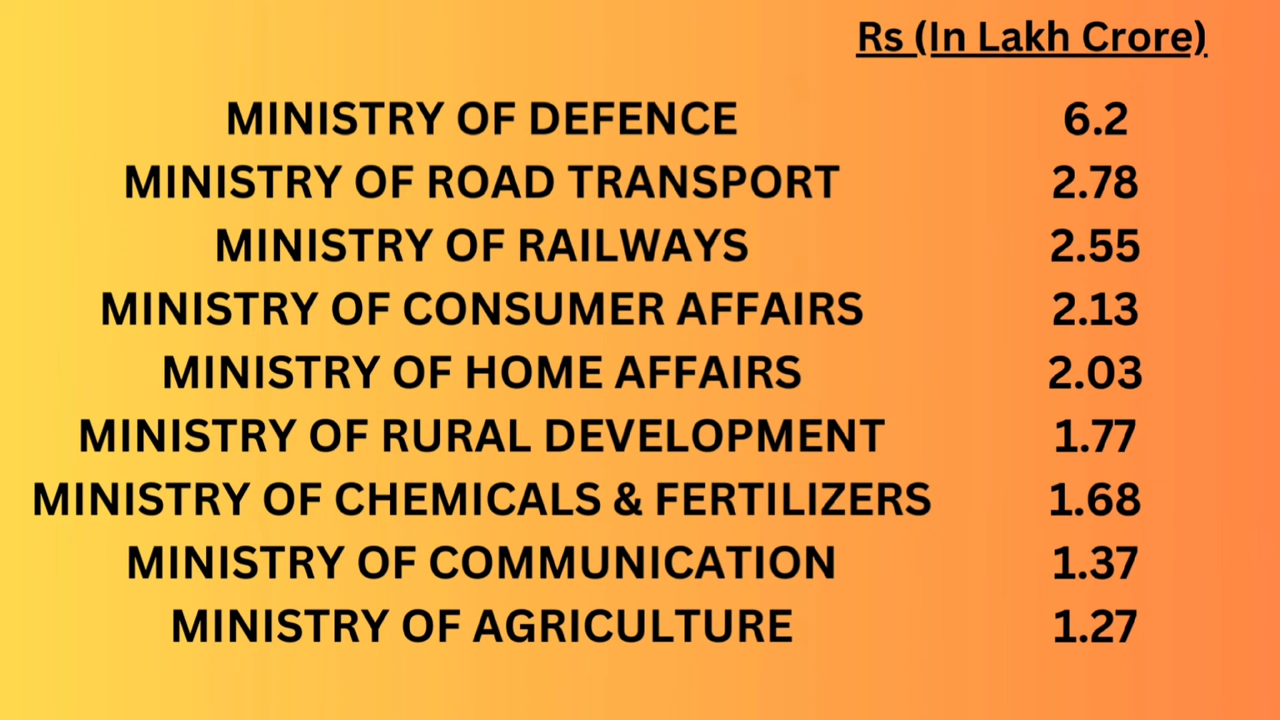 Rs (In Lakh Crore)
MINISTRY OF DEFENCE 6.2
MINISTRY OF ROAD TRANSPORT 2.78
MINISTRY OF RAILWAYS 2.55
MINISTRY OF CONSUMER AFFAIRS 2.13
MINISTRY OF HOME AFFAIRS 2.03
MINISTRY OF RURAL DEVELOPMENT 1.77
MINISTRY OF CHEMICALS & FERTILIZERS 1.68
MINISTRY OF COMMUNICATION 1.37
MINISTRY OF AGRICULTURE 1.27